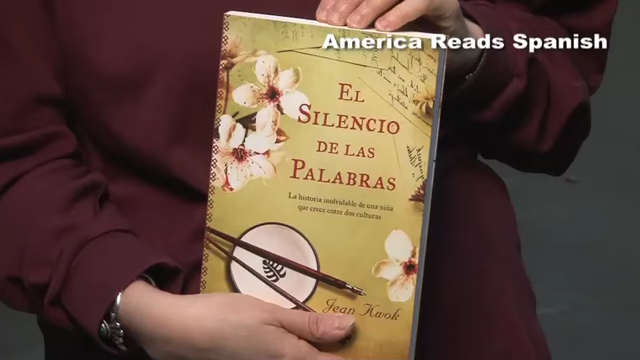 America Reads Spanish
El
Silencio
de las
Palabras
La historia inolvidable de una niña
que crece entre dos culturas
Jean Kwok